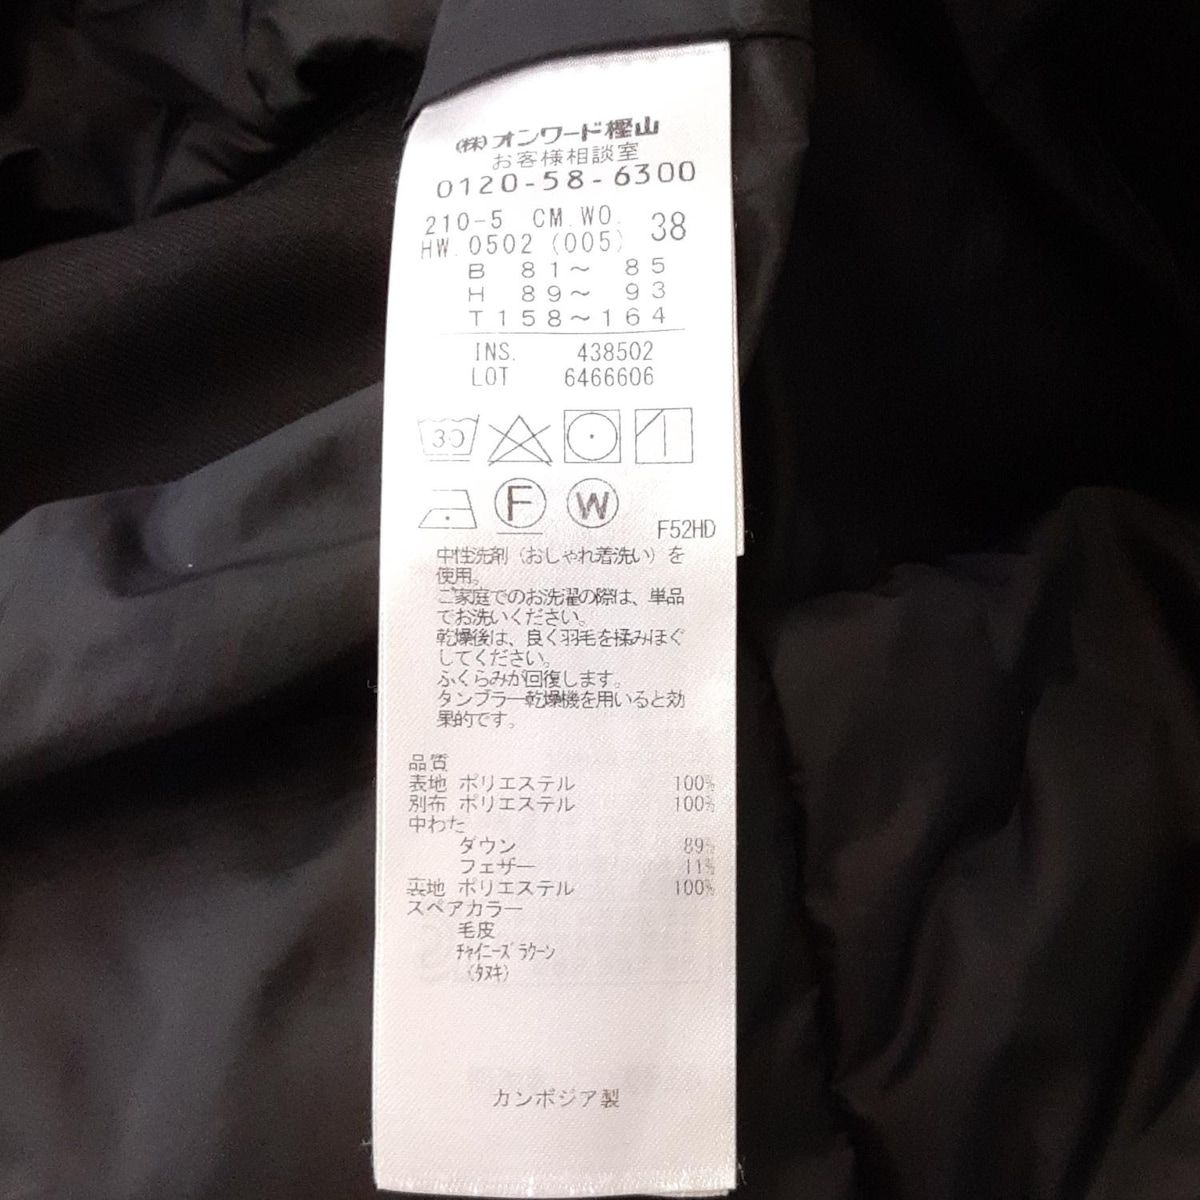 (株)オンワード樫山
お客様相談室
0120-58-6300
210-5 CM.WO. 38
HW.0502 (005)
B 81～ 85
H 89～ 93
T158～164
INS. 438502
LOT 6466606
30
F W
F52HD
中性洗剤（おしゃれ着洗い）を
使用。
ご家庭でのお洗濯の際は、単品
でお洗いください。
乾燥後は、良く羽毛を揉みほぐ
してください。
ふくらみが回復します。
タンブラー乾燥機を用いると効
果的です。
品質
表地 ポリエステル 100%
別布 ポリエステル 100%
中わた
ダウン 89%
フェザー 11%
裏地 ポリエステル 100%
スペアカラー
毛皮
ﾁｬｲﾆｰｽﾞﾗｸｰﾝ
(ﾀﾇｷ)
カンボジア製